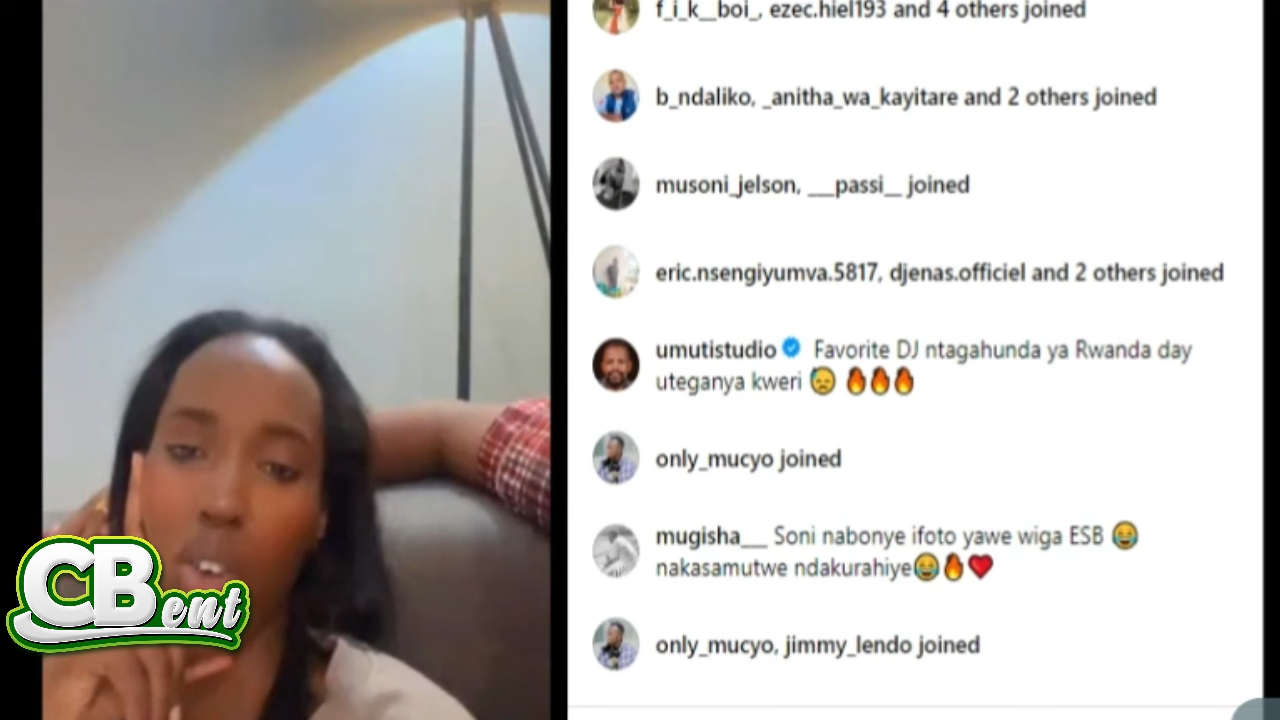 f_i_k__boi_, ezec.hiel193 and 4 others joined
b_ndaliko, _anitha_wa_kayitare and 2 others joined
musoni_jelson, ___passi__ joined
eric.nsengiyumva.5817, djenas.officiel and 2 others joined
umutistudio Favorite DJ ntagahunda ya Rwanda day
uteganya kweri 😓 🔥🔥🔥
only_mucyo joined
mugisha___ Soni nabonye ifoto yawe wiga ESB 😂
nakasamutwe ndakurahiye😂🔥❤️
only_mucyo, jimmy_lendo joined
CB ent